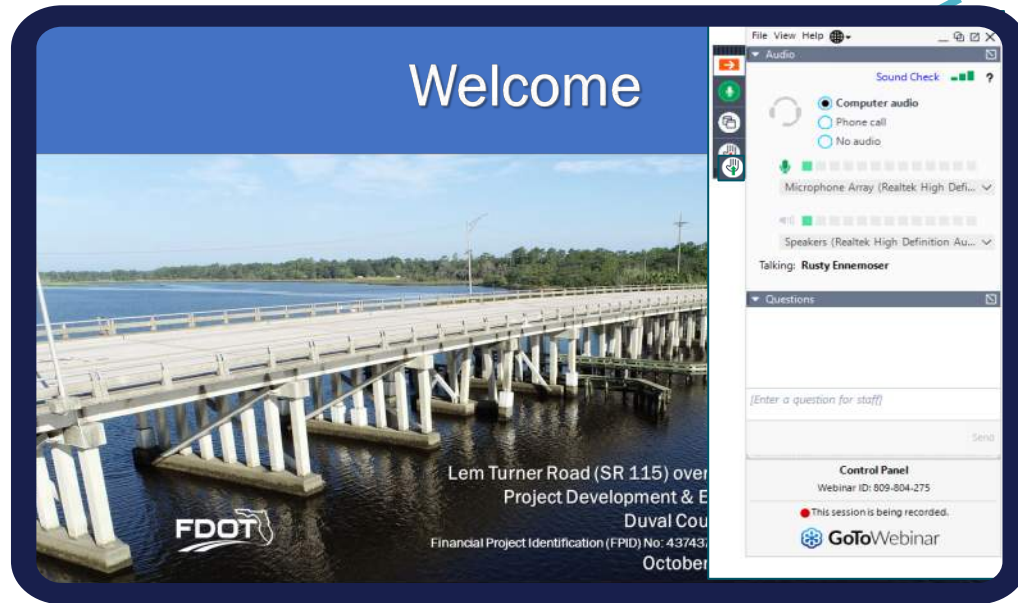 Welcome
Lem Turner Road (SR 115) over
Project Development & E
Duval Cou
Financial Project Identification (FPID) No: 43743
October
FDOT
File View Help
Audio
Sound Check ?
Computer audio
Phone call
No audio
Microphone Array (Realtek High Defi...
Speakers (Realtek High Definition Au...
Talking: Rusty Ennemoser
Questions
[Enter a question for staff]
Send
Control Panel
Webinar ID: 809-804-275
This session is being recorded.
GoToWebinar